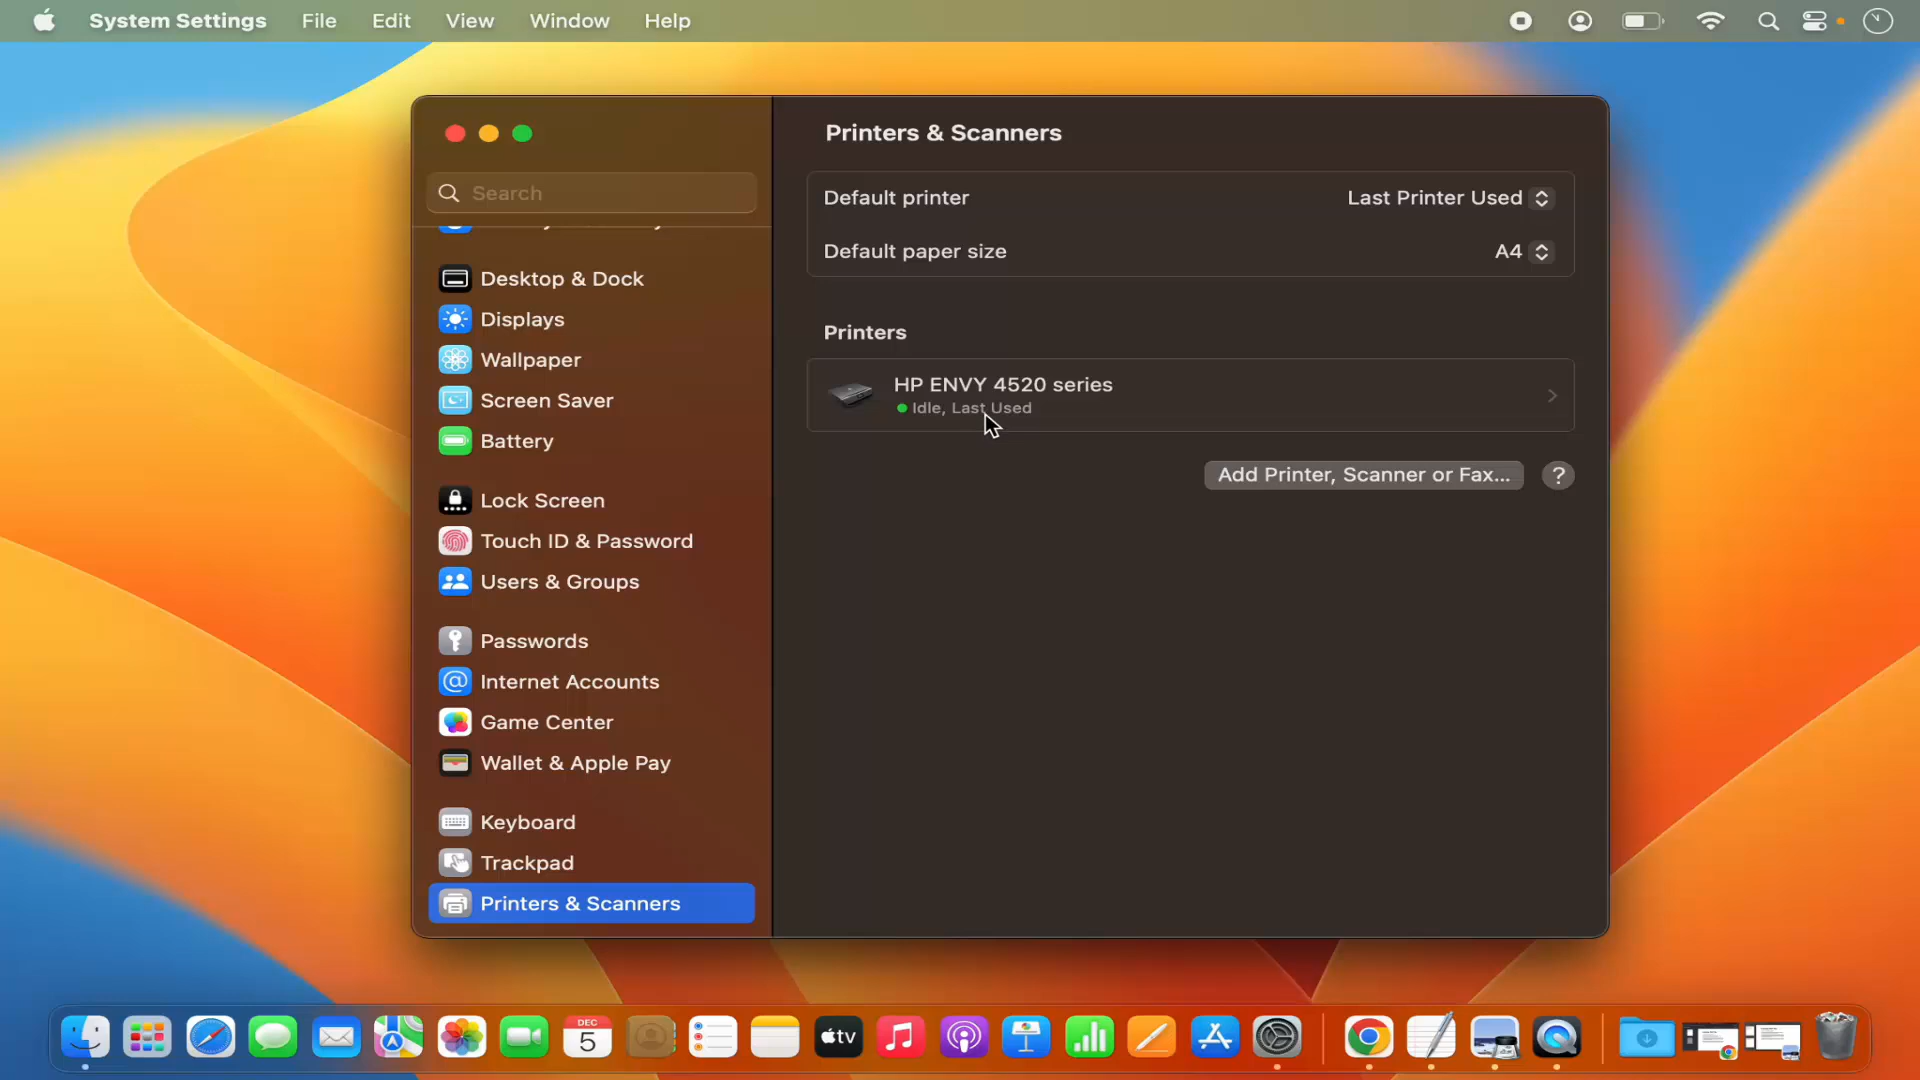 System Settings File Edit View Window Help
Printers & Scanners
Search
Default printer Last Printer Used
Default paper size A4
Desktop & Dock
Displays
Wallpaper
Screen Saver
Battery
Lock Screen
Touch ID & Password
Users & Groups
Passwords
Internet Accounts
Game Center
Wallet & Apple Pay
Keyboard
Trackpad
Printers & Scanners
Printers
HP ENVY 4520 series
Idle, Last Used
Add Printer, Scanner or Fax... ?
DEC
5
tv